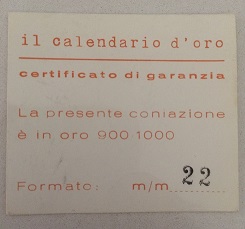 il calendario d'oro
certificato di garanzia
La presente coniazione
è in oro 900 1000
Formato: m/m 22